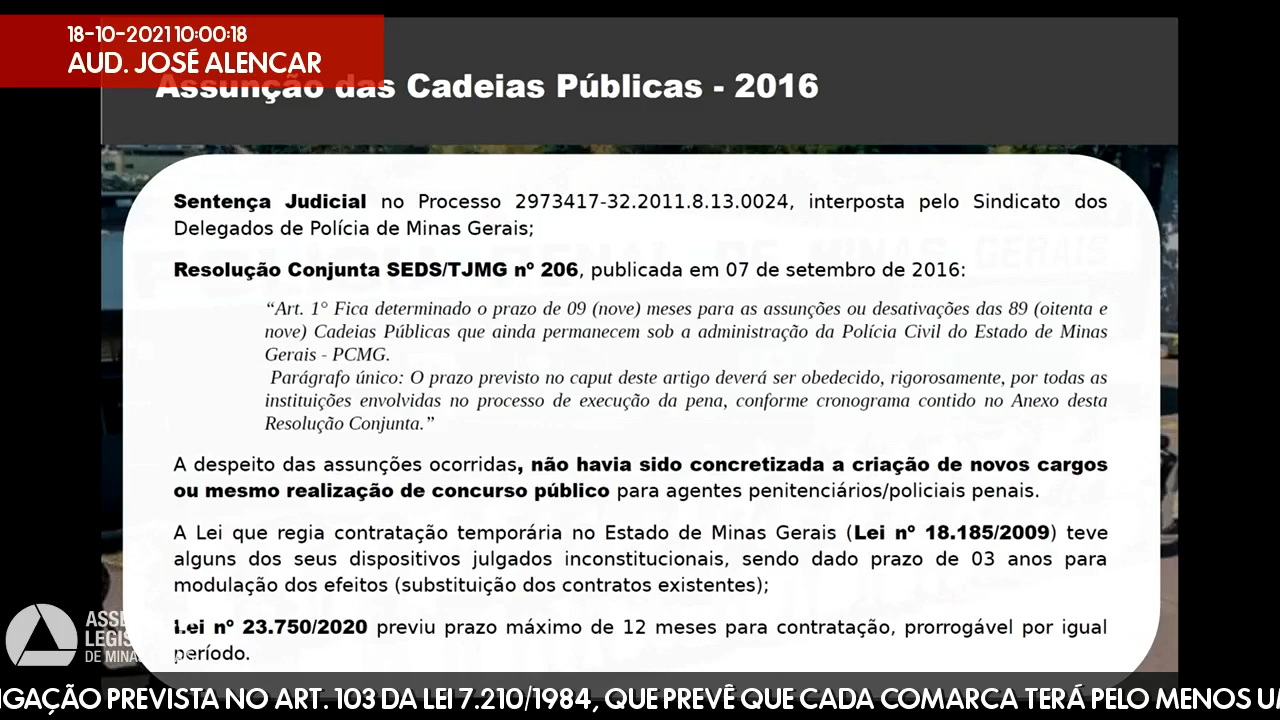 18-10-2021 10:00:18
AUD. JOSÉ ALENCAR
Assunção das Cadeias Públicas - 2016
Sentença Judicial no Processo 2973417-32.2011.8.13.0024, interposta pelo Sindicato dos
Delegados de Polícia de Minas Gerais;
Resolução Conjunta SEDS/TJMG nº 206, publicada em 07 de setembro de 2016:
“Art. 1° Fica determinado o prazo de 09 (nove) meses para as assunções ou desativações das 89 (oitenta e
nove) Cadeias Públicas que ainda permanecem sob a administração da Polícia Civil do Estado de Minas
Gerais - PCMG.
Parágrafo único: O prazo previsto no caput deste artigo deverá ser obedecido, rigorosamente, por todas as
instituições envolvidas no processo de execução da pena, conforme cronograma contido no Anexo desta
Resolução Conjunta.”
A despeito das assunções ocorridas, não havia sido concretizada a criação de novos cargos
ou mesmo realização de concurso público para agentes penitenciários/policiais penais.
A Lei que regia contratação temporária no Estado de Minas Gerais (Lei nº 18.185/2009) teve
alguns dos seus dispositivos julgados inconstitucionais, sendo dado prazo de 03 anos para
modulação dos efeitos (substituição dos contratos existentes);
Lei nº 23.750/2020 previu prazo máximo de 12 meses para contratação, prorrogável por igual
período.
DE MINAS
IGAÇÃO PREVISTA NO ART. 103 DA LEI 7.210/1984, QUE PREVÊ QUE CADA COMARCA TERÁ PELO MENOS